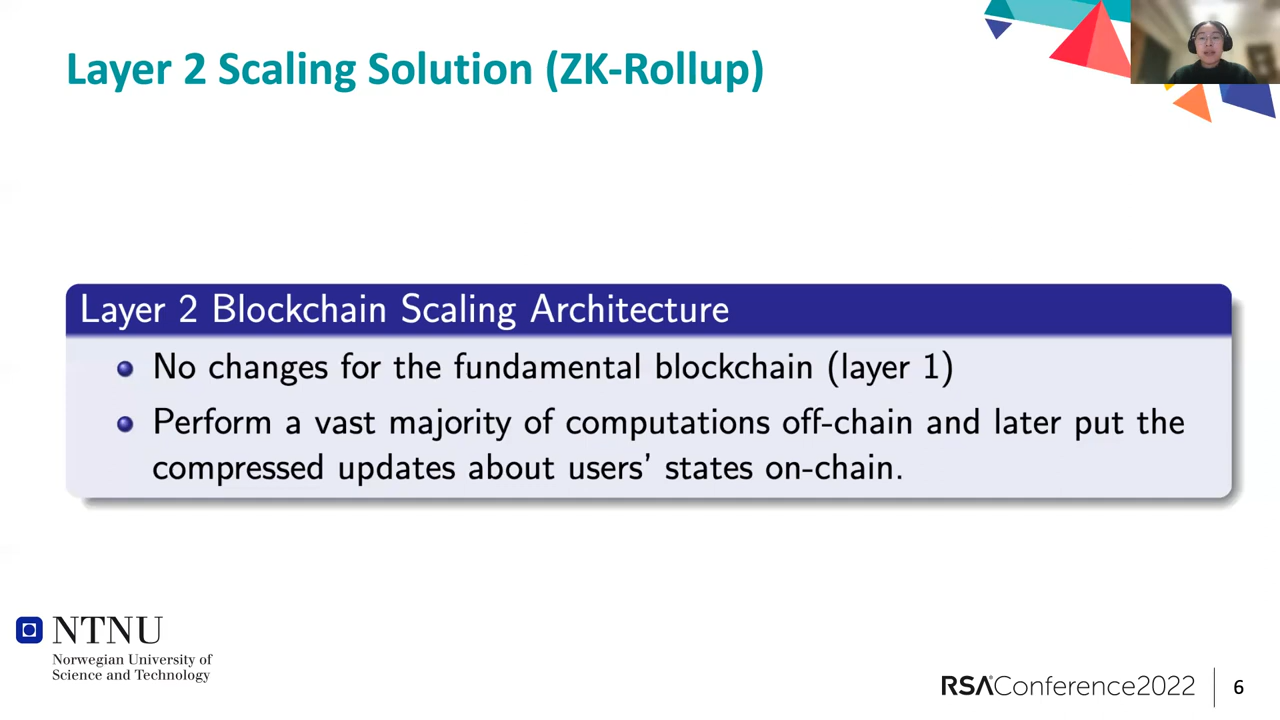 Layer 2 Scaling Solution (ZK-Rollup)
Layer 2 Blockchain Scaling Architecture
No changes for the fundamental blockchain (layer 1)
Perform a vast majority of computations off-chain and later put the
compressed updates about users' states on-chain.
NTNU
Norwegian University of
Science and Technology
RSAConference2022
6